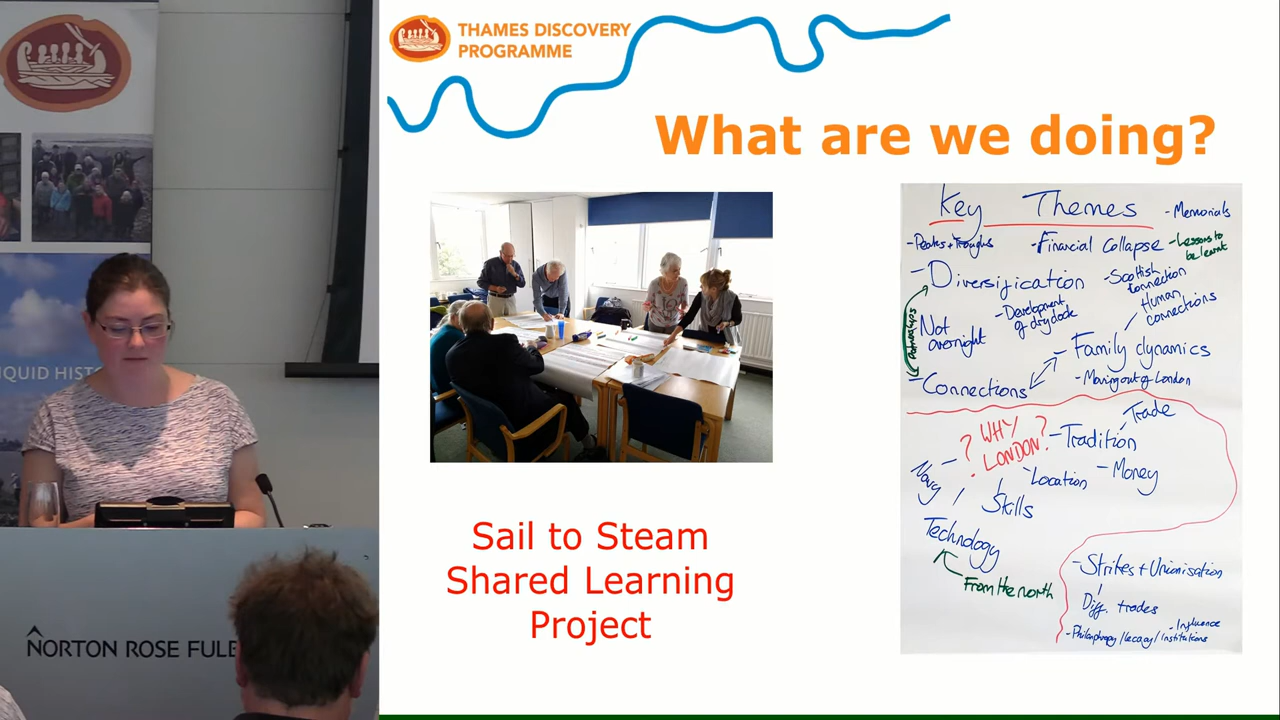 THAMES DISCOVERY
PROGRAMME
What are we doing?
Key Themes
- Memorials
- Peaks + Troughs
- Financial Collapse
- Lessons to
be learnt
- Diversification
- Scottish
Connection
Human
connections
- Development
of dry dock
Not
overnight
- Family dynamics
- Moving out of London
- Connections
Trade
? WHY
LONDON?
- Tradition
- Money
Location
Navy
Skills
Technology
From the north
- Strikes + Unionisation
Diff. trades
- Influence
- Philanthropy / legacy / institutions
Sail to Steam
Shared Learning
Project
IQUID HIST
NORTON ROSE FULB